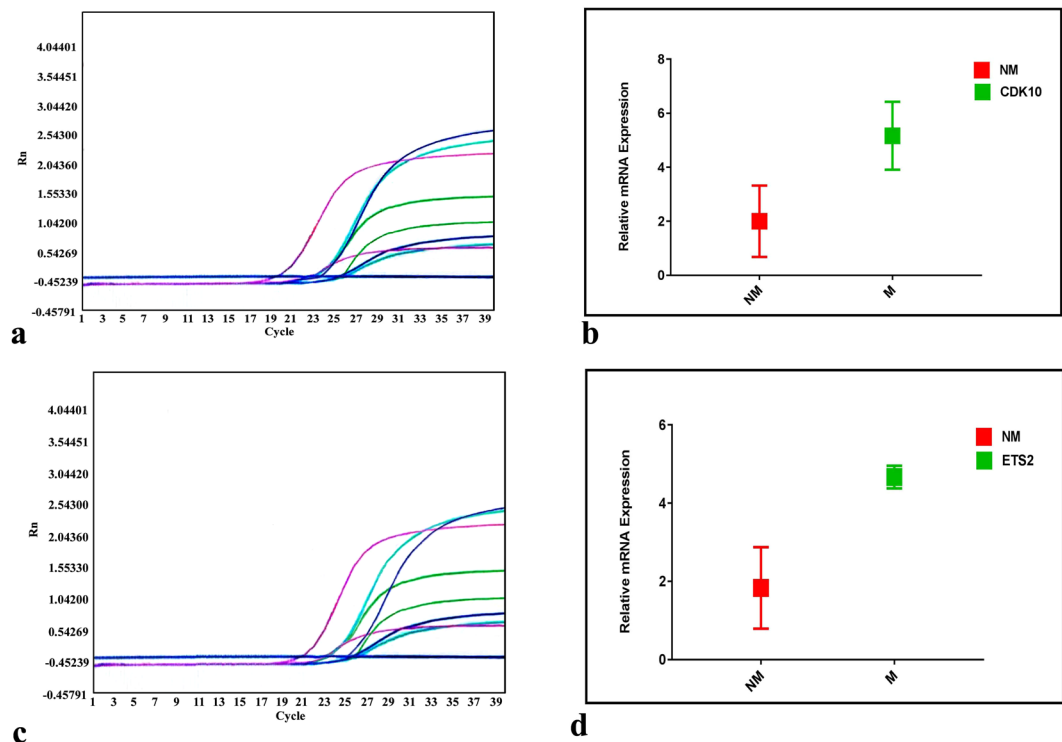 4.04401
3.54451
3.04420
2.54300
2.04360
1.55330
1.04200
0.54269
-0.45239
-0.45791
Rn
1 3 5 7 9 11 13 15 17 19 21 23 25 27 29 31 33 35 37 39
Cycle
a
8
6
4
2
0
Relative mRNA Expression
NM
CDK10
NM M
b
4.04401
3.54451
3.04420
2.54300
2.04360
1.55330
1.04200
0.54269
-0.45239
-0.45791
Rn
1 3 5 7 9 11 13 15 17 19 21 23 25 27 29 31 33 35 37 39
Cycle
c
6
4
2
0
Relative mRNA Expression
NM
ETS2
NM M
d